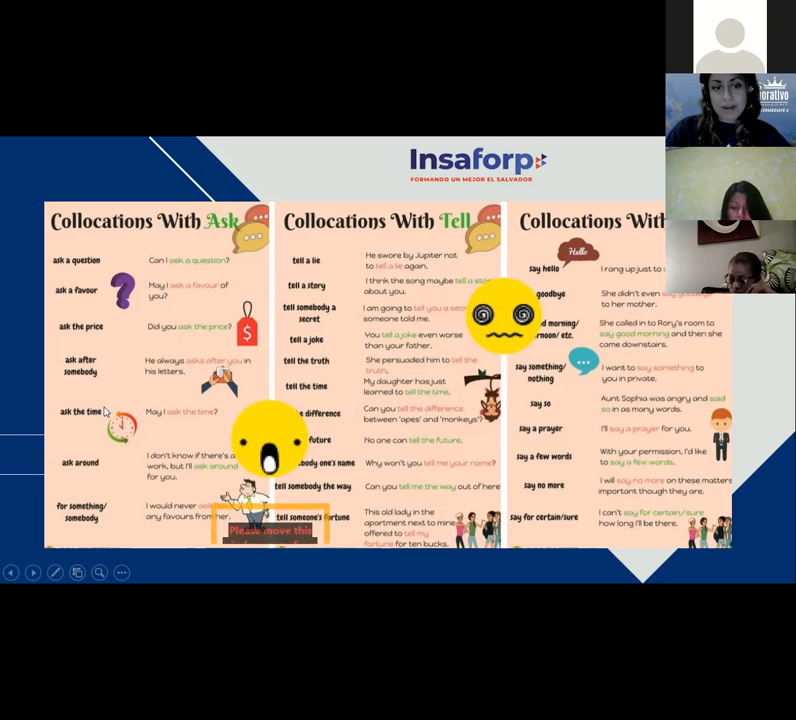 Insaforp
FORMANDO UN MEJOR EL SALVADOR
orativo
Collocations With Ask
ask a question
Can I ask a question?
ask a favour
May I ask a favour of
you?
ask the price
Did you ask the price?
ask after
somebody
He always asks after you in
his letters.
ask the time
May I ask the time?
ask around
I don't know if there's a
work, but I'll ask around
for you.
for something/
somebody
I would never ask
any favours from her.
Collocations With Tell
tell a lie
He swore by Jupiter not
to tell a lie again.
tell a story
I think the song maybe tell a story
about you.
tell somebody a
secret
I am going to tell you a secr
someone told me.
tell a joke
You tell a joke even worse
than your father.
tell the truth
She persuaded him to tell the
truth.
tell the time
My daughter has just
learned to tell the time.
e difference
Can you tell the difference
between 'apes' and 'monkeys'?
future
No one can tell the future.
body one's name
Why won't you tell me your name?
tell somebody the way
Can you tell me the way out of here
tell someone's fortune
This old lady in the
apartment next to mine
offered to tell my
fortune for ten bucks.
Please move this
Collocations With
Hello
say hello
I rang up just to
goodbye
She didn't even say goodbye
to her mother.
d morning/
rnoon/ etc.
She called in to Rory's room to
say good morning and then she
came downstairs.
say something/
nothing
I want to say something to
you in private.
say so
Aunt Sophia was angry and said
so in as many words.
say a prayer
I'll say a prayer for you.
say a few words
With your permission, I'd like
to say a few words.
say no more
I will say no more on these matters
important though they are.
say for certain/sure
I can't say for certain/sure
how long I'll be there.